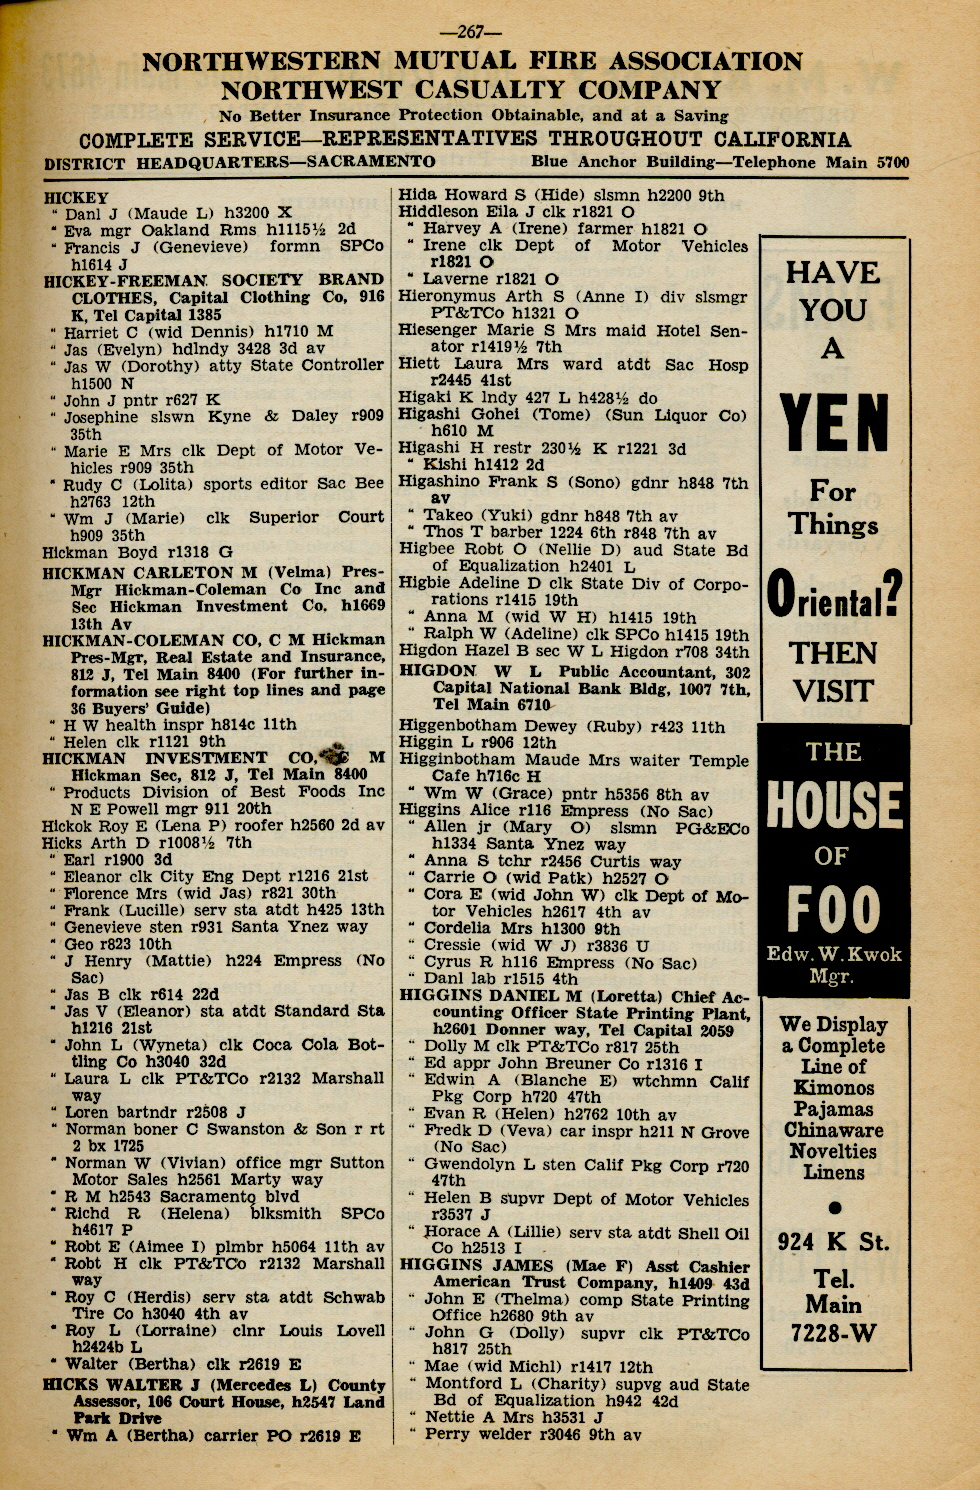 —267—
NORTHWESTERN MUTUAL FIRE ASSOCIATION
NORTHWEST CASUALTY COMPANY
No Better Insurance Protection Obtainable, and at a Saving
COMPLETE SERVICE—REPRESENTATIVES THROUGHOUT CALIFORNIA
DISTRICT HEADQUARTERS—SACRAMENTO Blue Anchor Building—Telephone Main 5700
HICKEY
" Danl J (Maude L) h3200 X
" Eva mgr Oakland Rms h1115½ 2d
" Francis J (Genevieve) formn SPCo
h1614 J
HICKEY-FREEMAN SOCIETY BRAND
CLOTHES, Capital Clothing Co, 916
K, Tel Capital 1385
" Harriet C (wid Dennis) h1710 M
" Jas (Evelyn) hdlndy 3428 3d av
" Jas W (Dorothy) atty State Controller
h1500 N
" John J pntr r627 K
" Josephine slswn Kyne & Daley r909
35th
" Marie E Mrs clk Dept of Motor Ve-
hicles r909 35th
" Rudy C (Lolita) sports editor Sac Bee
h2763 12th
" Wm J (Marie) clk Superior Court
h909 35th
Hickman Boyd r1318 G
HICKMAN CARLETON M (Velma) Pres-
Mgr Hickman-Coleman Co Inc and
Sec Hickman Investment Co, h1669
13th Av
HICKMAN-COLEMAN CO, C M Hickman
Pres-Mgr, Real Estate and Insurance,
812 J, Tel Main 8400 (For further in-
formation see right top lines and page
36 Buyers' Guide)
" H W health inspr h814c 11th
" Helen clk r1121 9th
HICKMAN INVESTMENT CO, M
Hickman Sec, 812 J, Tel Main 8400
" Products Division of Best Foods Inc
N E Powell mgr 911 20th
Hickok Roy E (Lena P) roofer h2560 2d av
Hicks Arth D r1008½ 7th
" Earl r1900 3d
" Eleanor clk City Eng Dept r1216 21st
" Florence Mrs (wid Jas) r821 30th
" Frank (Lucille) serv sta atdt h425 13th
" Genevieve sten r931 Santa Ynez way
" Geo r823 10th
" J Henry (Mattie) h224 Empress (No
Sac)
" Jas B clk r614 22d
" Jas V (Eleanor) sta atdt Standard Sta
h1216 21st
" John L (Wyneta) clk Coca Cola Bot-
tling Co h3040 32d
" Laura L clk PT&TCo r2132 Marshall
way
" Loren bartndr r2508 J
" Norman boner C Swanston & Son r rt
2 bx 1725
" Norman W (Vivian) office mgr Sutton
Motor Sales h2561 Marty way
" R M h2543 Sacramento blvd
" Richd R (Helena) blksmith SPCo
h4617 P
" Robt E (Aimee I) plmbr h5064 11th av
" Robt H clk PT&TCo r2132 Marshall
way
" Roy C (Herdis) serv sta atdt Schwab
Tire Co h3040 4th av
" Roy L (Lorraine) clnr Louis Lovell
h2424b L
" Walter (Bertha) clk r2619 E
HICKS WALTER J (Mercedes L) County
Assessor, 106 Court House, h2547 Land
Park Drive
" Wm A (Bertha) carrier PO r2619 E
Hida Howard S (Hide) slsmn h2200 9th
Hiddleson Eila J clk r1821 O
" Harvey A (Irene) farmer h1821 O
" Irene clk Dept of Motor Vehicles
r1821 O
" Laverne r1821 O
Hieronymus Arth S (Anne I) div slsmgr
PT&TCo h1321 O
Hiesenger Marie S Mrs maid Hotel Sen-
ator r1419½ 7th
Hiett Laura Mrs ward atdt Sac Hosp
r2445 41st
Higaki K lndy 427 L h428½ do
Higashi Gohei (Tome) (Sun Liquor Co)
h610 M
Higashi H restr 230½ K r1221 3d
" Kishi h1412 2d
Higashino Frank S (Sono) gdnr h848 7th
av
" Takeo (Yuki) gdnr h848 7th av
" Thos T barber 1224 6th r848 7th av
Higbee Robt O (Nellie D) aud State Bd
of Equalization h2401 L
Higbie Adeline D clk State Div of Corpo-
rations r1415 19th
" Anna M (wid W H) h1415 19th
" Ralph W (Adeline) clk SPCo h1415 19th
Higdon Hazel B sec W L Higdon r708 34th
HIGDON W L Public Accountant, 302
Capital National Bank Bldg, 1007 7th,
Tel Main 6710
Higgenbotham Dewey (Ruby) r423 11th
Higgin L r906 12th
Higginbotham Maude Mrs waiter Temple
Cafe h716c H
" Wm W (Grace) pntr h5356 8th av
Higgins Alice r116 Empress (No Sac)
" Allen jr (Mary O) slsmn PG&ECo
h1334 Santa Ynez way
" Anna S tchr r2456 Curtis way
" Carrie O (wid Patk) h2527 O
" Cora E (wid John W) clk Dept of Mo-
tor Vehicles h2617 4th av
" Cordelia Mrs h1300 9th
" Cressie (wid W J) r3836 U
" Cyrus R h116 Empress (No Sac)
" Danl lab r1515 4th
HIGGINS DANIEL M (Loretta) Chief Ac-
counting Officer State Printing Plant,
h2601 Donner way, Tel Capital 2059
" Dolly M clk PT&TCo r817 25th
" Ed appr John Breuner Co r1316 I
" Edwin A (Blanche E) wtchmn Calif
Pkg Corp h720 47th
" Evan R (Helen) h2762 10th av
" Fredk D (Veva) car inspr h211 N Grove
(No Sac)
" Gwendolyn L sten Calif Pkg Corp r720
47th
" Helen B supvr Dept of Motor Vehicles
r3537 J
" Horace A (Lillie) serv sta atdt Shell Oil
Co h2513 I
HIGGINS JAMES (Mae F) Asst Cashier
American Trust Company, h1409 43d
" John E (Thelma) comp State Printing
Office h2680 9th av
" John G (Dolly) supvr clk PT&TCo
h817 25th
" Mae (wid Michl) r1417 12th
" Montford L (Charity) supvg aud State
Bd of Equalization h942 42d
" Nettie A Mrs h3531 J
" Perry welder r3046 9th av
HAVE
YOU
A
YEN
For
Things
Oriental?
THEN
VISIT
THE
HOUSE
OF
FOO
Edw. W. Kwok
Mgr.
We Display
a Complete
Line of
Kimonos
Pajamas
Chinaware
Novelties
Linens
●
924 K St.
Tel.
Main
7228-W